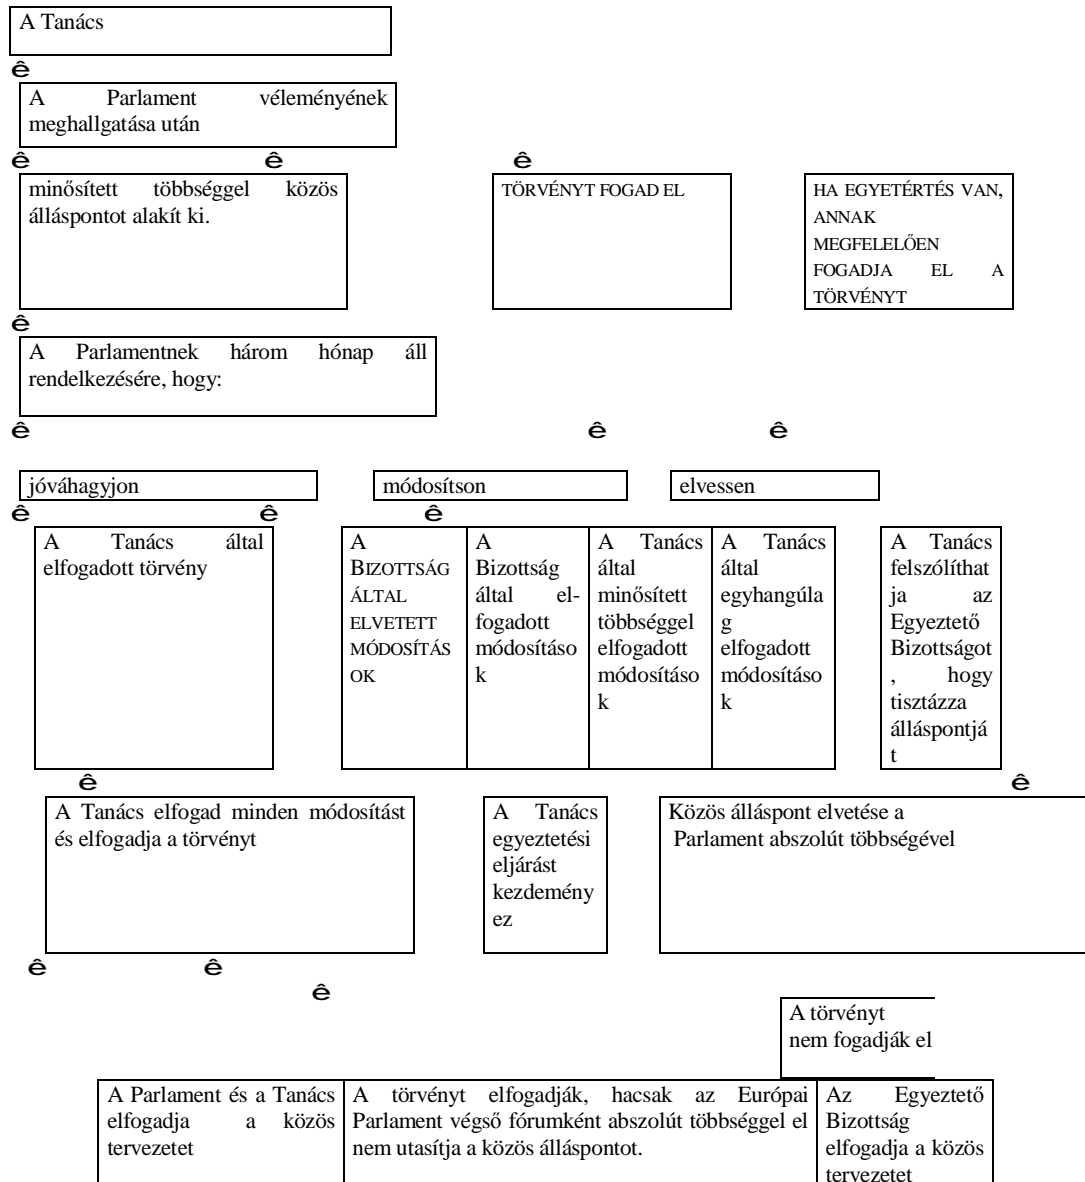 A Tanács
ê
A Parlament véleményének
meghallgatása után
ê ê ê
minősített többséggel közös
álláspontot alakít ki.
TÖRVÉNYT FOGAD EL
HA EGYETÉRTÉS VAN,
ANNAK
MEGFELELŐEN
FOGADJA EL A
TÖRVÉNYT
ê
A Parlamentnek három hónap áll
rendelkezésére, hogy:
ê ê ê
jóváhagyjon
módosítson
elvessen
ê ê ê
A Tanács által
elfogadott törvény
A
BIZOTTSÁG
ÁLTAL
ELVETETT
MÓDOSÍTÁS
OK
A
Bizottság
által el-
fogadott
módosításo
k
A Tanács
által
minősített
többséggel
elfogadott
módosításo
k
A Tanács
által
egyhangúla
g
elfogadott
módosításo
k
A Tanács
felszólíthat
ja az
Egyeztető
Bizottságot
, hogy
tisztázza
álláspontjá
t
ê ê
A Tanács elfogad minden módosítást
és elfogadja a törvényt
A Tanács
egyeztetési
eljárást
kezdemény
ez
Közös álláspont elvetése a
Parlament abszolút többségével
ê ê
ê
A törvényt
nem fogadják el
A Parlament és a Tanács
elfogadja a közös
tervezetet
A törvényt elfogadják, hacsak az Európai
Parlament végső fórumként abszolút többséggel el
nem utasítja a közös álláspontot.
Az Egyeztető
Bizottság
elfogadja a közös
tervezetet